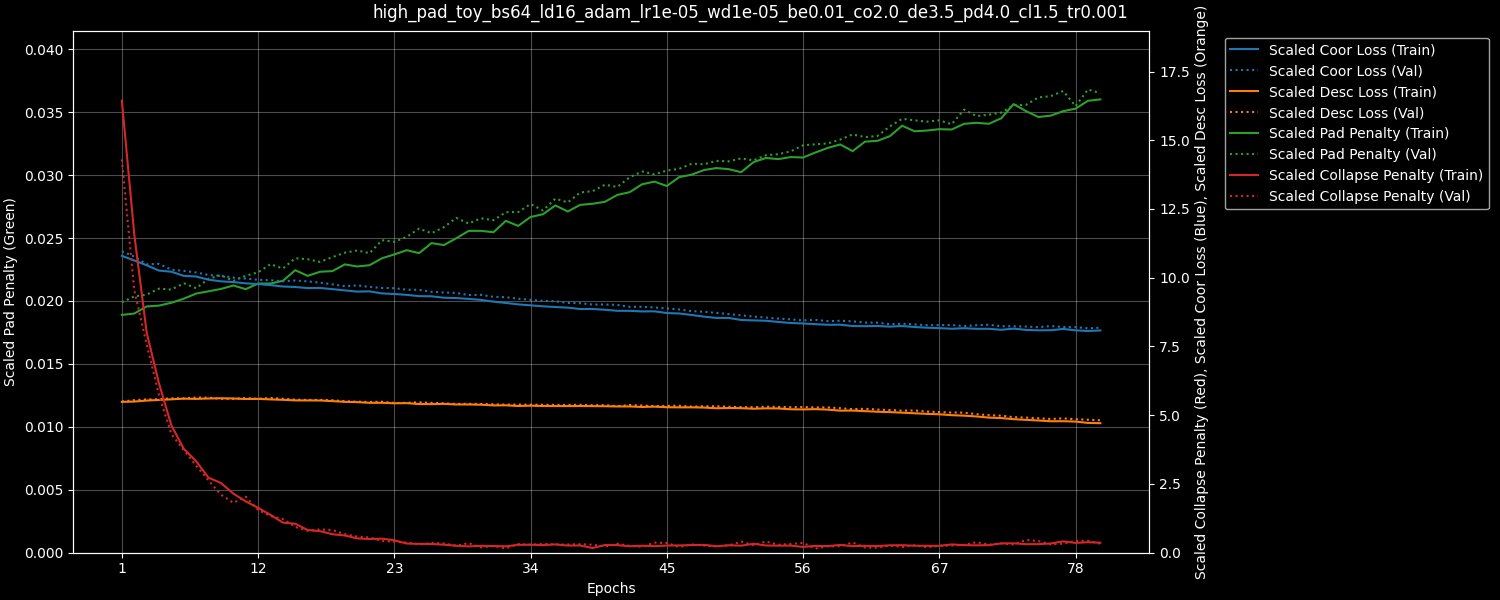 high_pad_toy_bs64_ld16_adam_lr1e-05_wd1e-05_be0.01_co2.0_de3.5_pd4.0_cl1.5_tr0.001
Scaled Pad Penalty (Green)
0.040
0.035
0.030
0.025
0.020
0.015
0.010
0.005
0.000
1 12 23 34 45 56 67 78
Epochs
17.5
15.0
12.5
10.0
7.5
5.0
2.5
0.0
Scaled Collapse Penalty (Red), Scaled Coor Loss (Blue), Scaled Desc Loss (Orange)
Scaled Coor Loss (Train)
Scaled Coor Loss (Val)
Scaled Desc Loss (Train)
Scaled Desc Loss (Val)
Scaled Pad Penalty (Train)
Scaled Pad Penalty (Val)
Scaled Collapse Penalty (Train)
Scaled Collapse Penalty (Val)